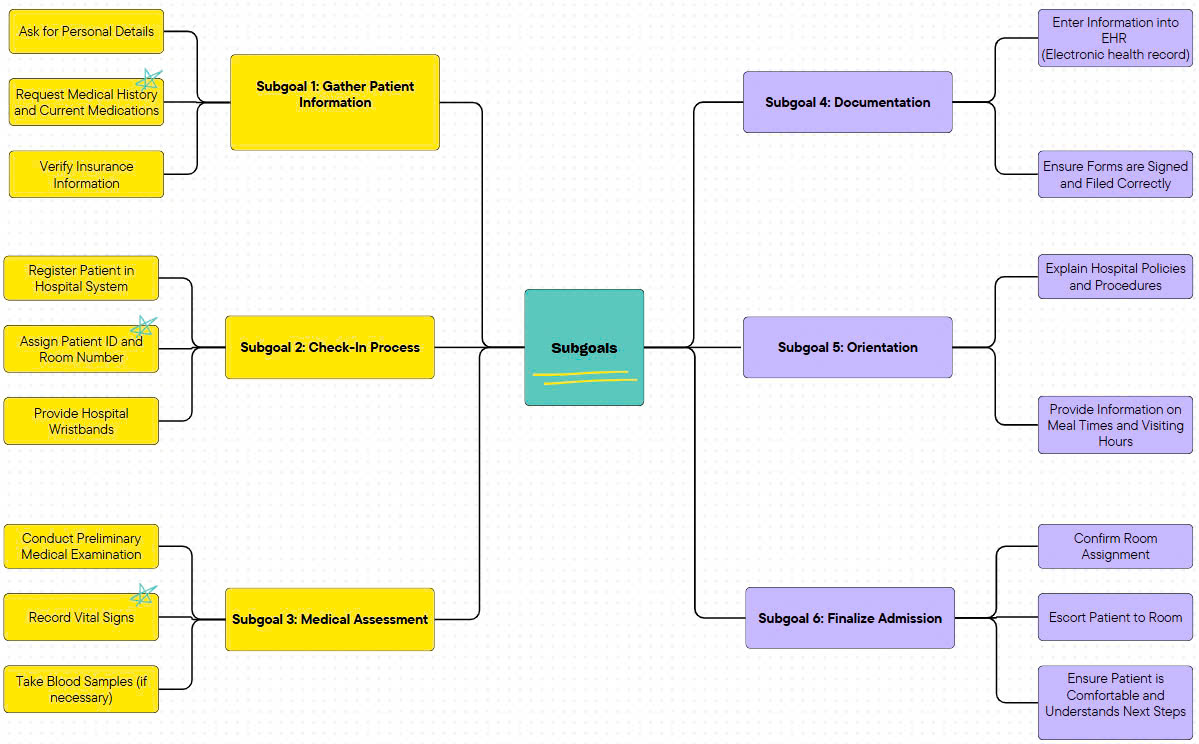 Ask for Personal Details
Request Medical History
and Current Medications
Verify Insurance
Information
Subgoal 1: Gather Patient
Information
Register Patient in
Hospital System
Assign Patient ID and
Room Number
Provide Hospital
Wristbands
Subgoal 2: Check-In Process
Conduct Preliminary
Medical Examination
Record Vital Signs
Take Blood Samples (if
necessary)
Subgoal 3: Medical Assessment
Subgoals
Subgoal 4: Documentation
Enter Information into
EHR
(Electronic health record)
Ensure Forms are Signed
and Filed Correctly
Subgoal 5: Orientation
Explain Hospital Policies
and Procedures
Provide Information on
Meal Times and Visiting
Hours
Subgoal 6: Finalize Admission
Confirm Room
Assignment
Escort Patient to Room
Ensure Patient is
Comfortable and
Understands Next Steps